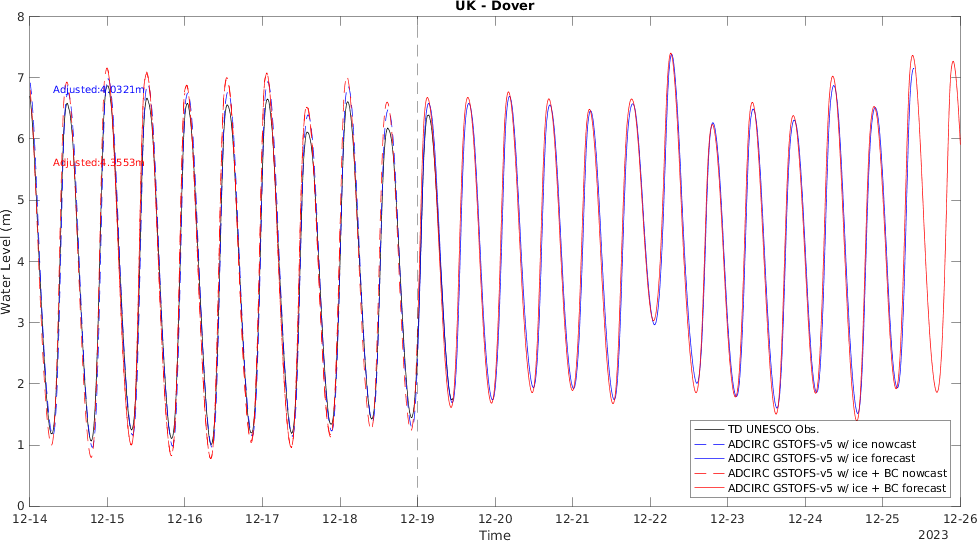 UK - Dover
8
7
6
5
4
3
2
1
0
Water Level (m)
Adjusted:4.0321m
Adjusted:4.3553m
TD UNESCO Obs.
ADCIRC GSTOFS-v5 w/ ice nowcast
ADCIRC GSTOFS-v5 w/ ice forecast
ADCIRC GSTOFS-v5 w/ ice + BC nowcast
ADCIRC GSTOFS-v5 w/ ice + BC forecast
12-14 12-15 12-16 12-17 12-18 12-19 12-20 12-21 12-22 12-23 12-24 12-25 12-26
Time
2023